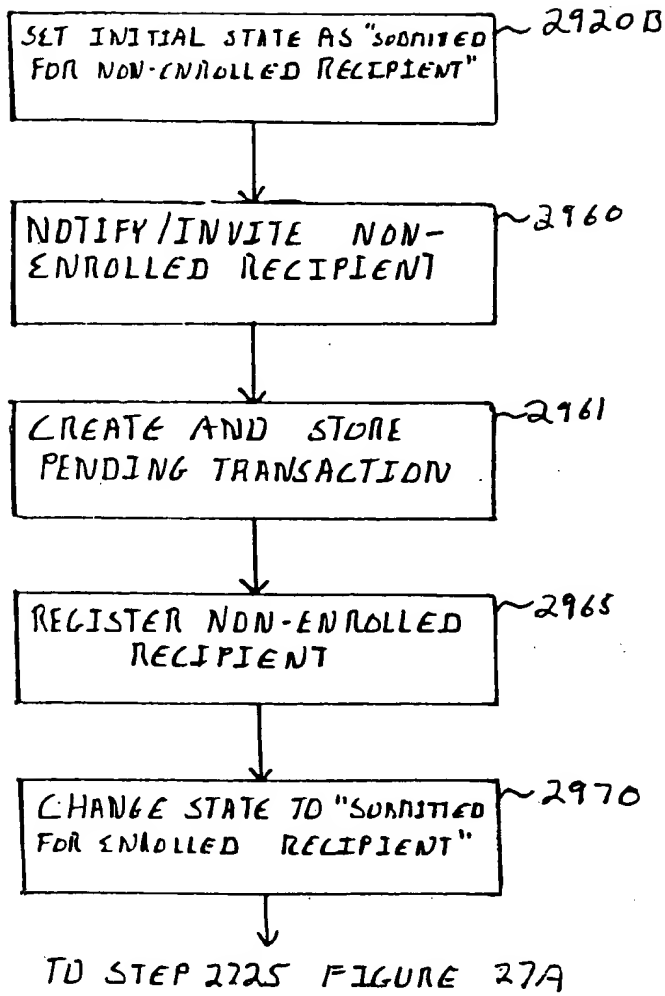 SET INITIAL STATE AS "SUBMITTED
FOR NON-ENROLLED RECIPIENT"
2920B
NOTIFY/INVITE NON-
ENROLLED RECIPIENT
2960
CREATE AND STORE
PENDING TRANSACTION
2961
REGISTER NON-ENROLLED
RECIPIENT
2965
CHANGE STATE TO "SUBMITTED
FOR ENROLLED RECIPIENT"
2970
TO STEP 2725 FIGURE 27A